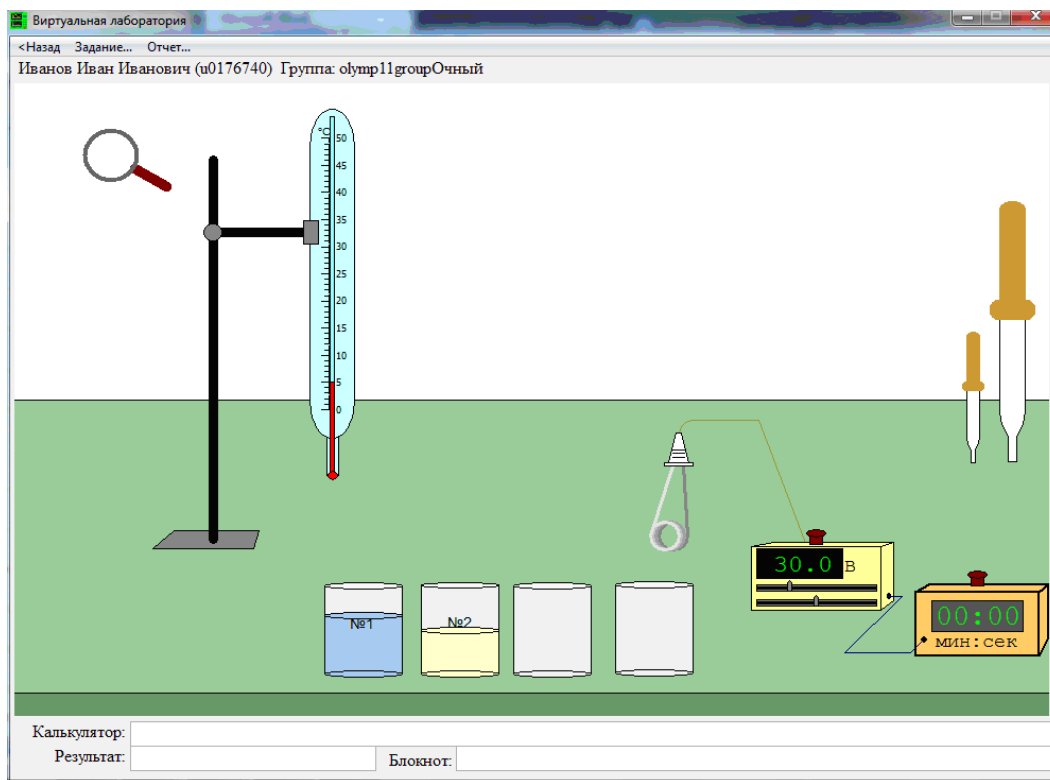 Виртуальная лаборатория
<Назад Задание... Отчет...
Иванов Иван Иванович (u0176740) Группа: olymp11groupОчный
°C
50
45
40
35
30
25
20
15
10
5
0
30.0 В
00:00
мин:сек
№1 №2
Калькулятор:
Результат: Блокнот: